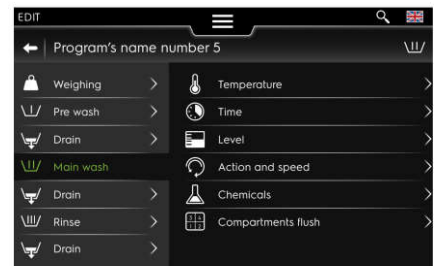 EDIT
Program's name number 5
Weighing
Pre wash
Drain
Main wash
Drain
Rinse
Drain
Temperature
Time
Level
Action and speed
Chemicals
Compartments flush